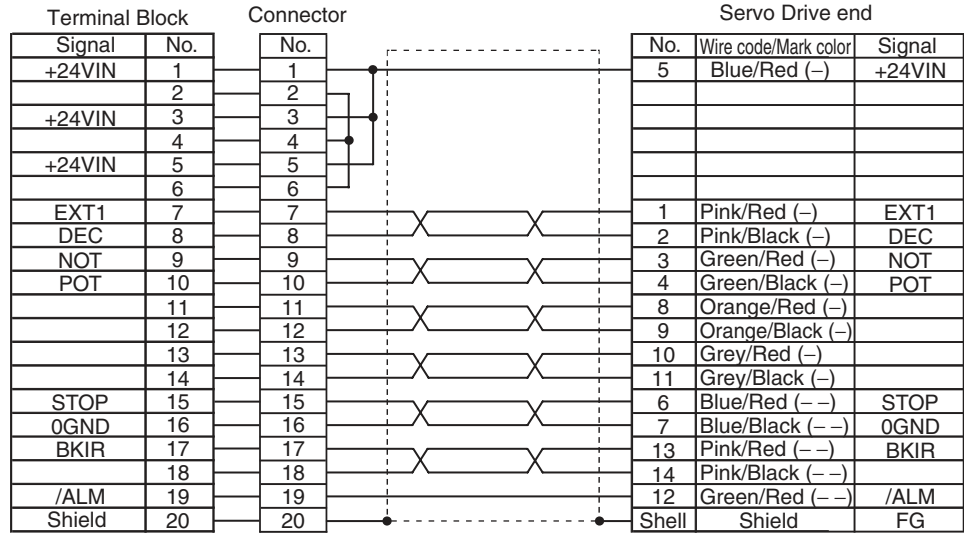 Terminal Block Connector Servo Drive end
Signal No. No. No. Wire code/Mark color Signal
+24VIN 1 1 5 Blue/Red (−) +24VIN
2 2
+24VIN 3 3
4 4
+24VIN 5 5
6 6
EXT1 7 7 1 Pink/Red (−) EXT1
DEC 8 8 2 Pink/Black (−) DEC
NOT 9 9 3 Green/Red (−) NOT
POT 10 10 4 Green/Black (−) POT
11 11 8 Orange/Red (−)
12 12 9 Orange/Black (−)
13 13 10 Grey/Red (−)
14 14 11 Grey/Black (−)
STOP 15 15 6 Blue/Red (− −) STOP
0GND 16 16 7 Blue/Black (− −) 0GND
BKIR 17 17 13 Pink/Red (− −) BKIR
18 18 14 Pink/Black (− −)
/ALM 19 19 12 Green/Red (− −) /ALM
Shield 20 20 Shell Shield FG